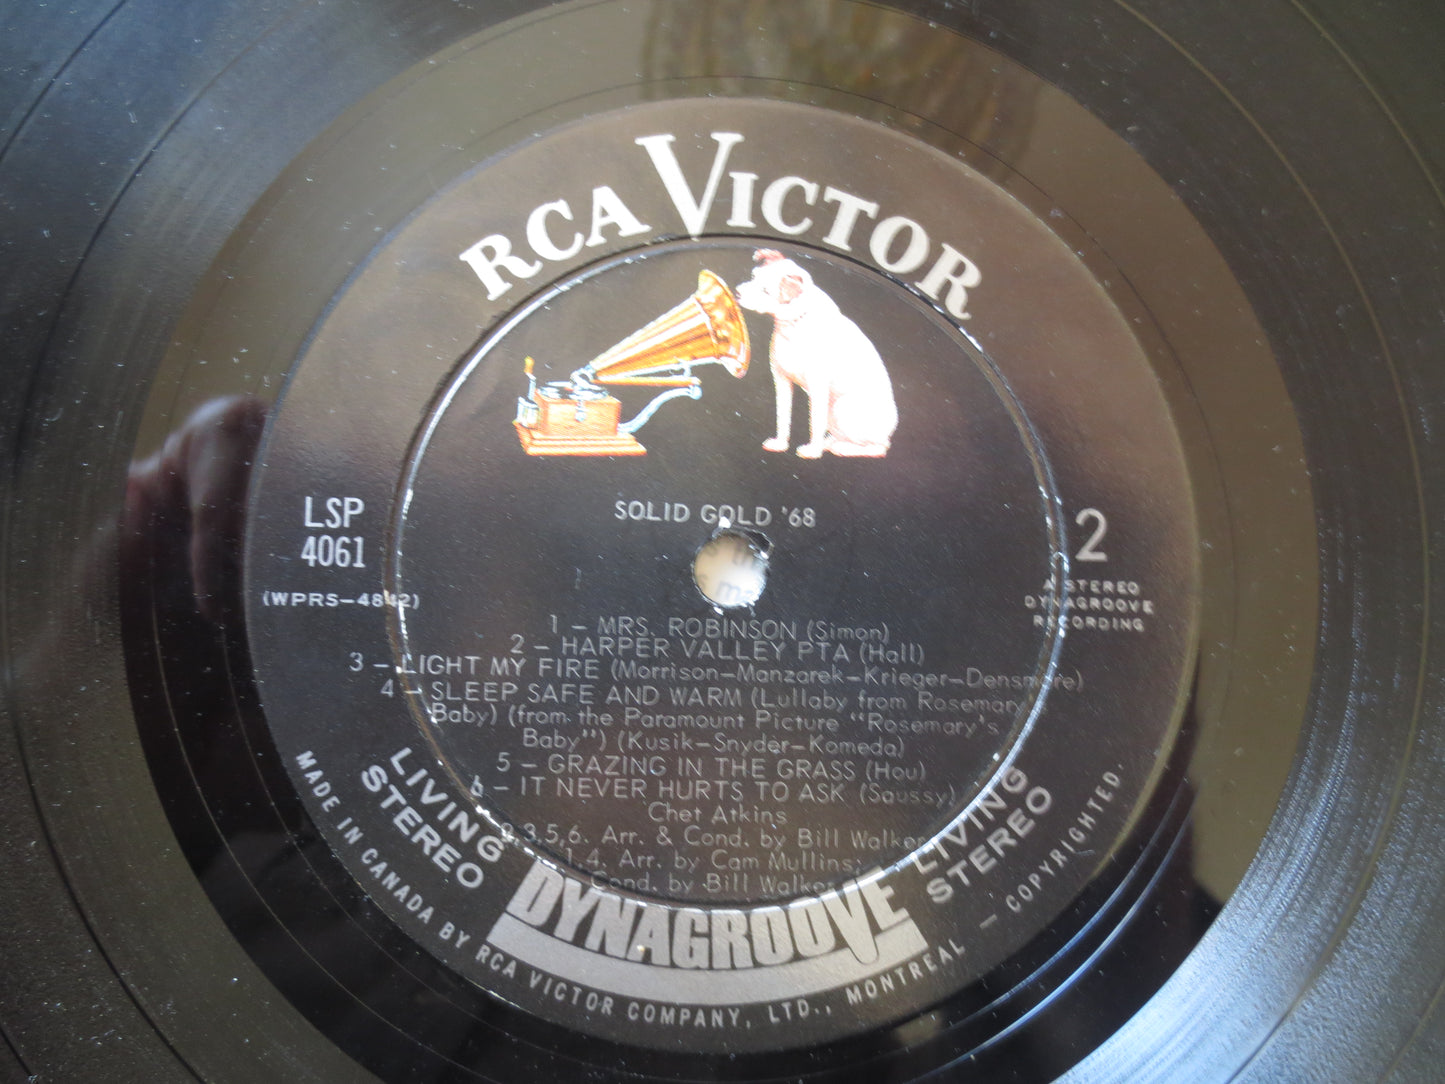 RCA VICTOR
SOLID GOLD '68
LSP
4061
(WPRS-4842)
2
A STEREO
DYNAGROOVE
RECORDING
1 - MRS. ROBINSON (Simon)
2 - HARPER VALLEY PTA (Hall)
3 - LIGHT MY FIRE (Morrison-Manzarek-Krieger-Densmore)
4 - SLEEP SAFE AND WARM (Lullaby from Rosemary's
Baby) (from the Paramount Picture "Rosemary's
Baby") (Kusik-Snyder-Komeda)
5 - GRAZING IN THE GRASS (Hou)
6 - IT NEVER HURTS TO ASK (Saussy)
Chet Atkins
2,3,5,6. Arr. & Cond. by Bill Walker
1,4. Arr. by Cam Mullins;
Cond. by Bill Walker
LIVING
STEREO
DYNAGROOVE
LIVING
STEREO
MADE IN CANADA BY RCA VICTOR COMPANY, LTD., MONTREAL - COPYRIGHTED.